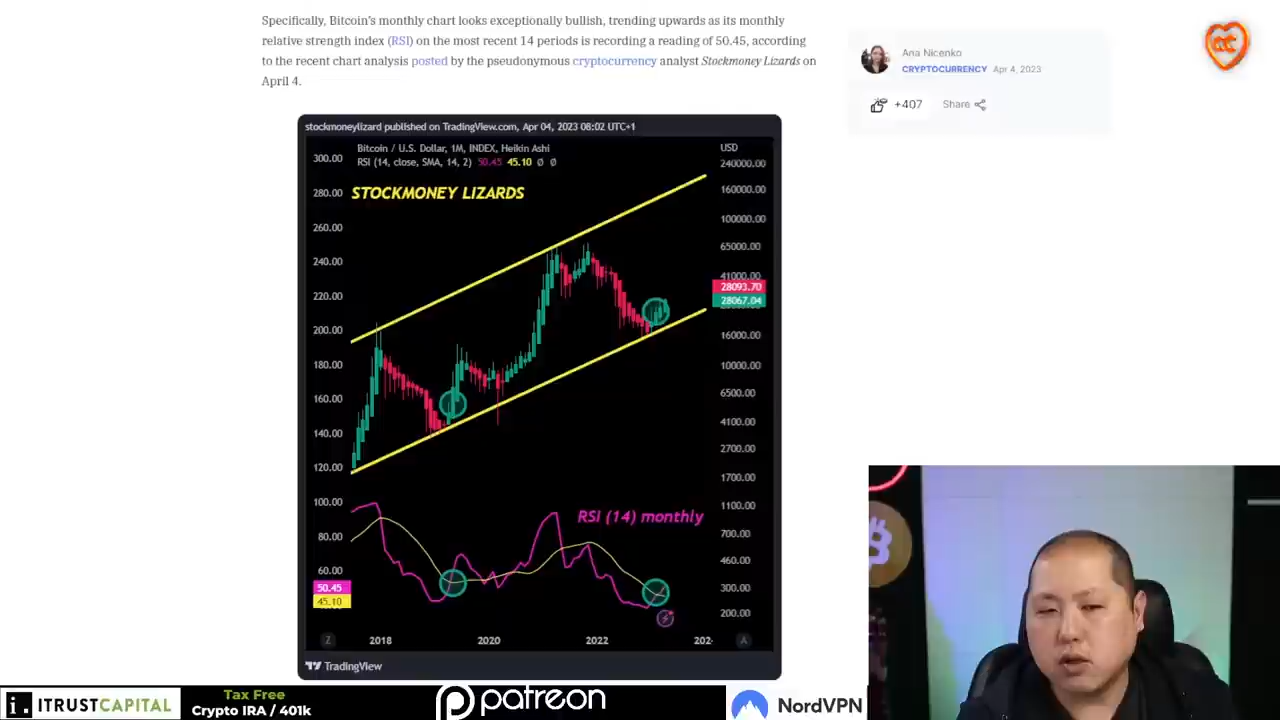 Specifically, Bitcoin's monthly chart looks exceptionally bullish, trending upwards as its monthly
relative strength index (RSI) on the most recent 14 periods is recording a reading of 50.45, according
to the recent chart analysis posted by the pseudonymous cryptocurrency analyst Stockmoney Lizards on
April 4.
Ana Nicenko
CRYPTOCURRENCY Apr 4, 2023
+407 Share
CC
stockmoneylizard published on TradingView.com, Apr 04, 2023 08:02 UTC+1
Bitcoin / U.S. Dollar, 1M, INDEX, Heikin Ashi
RSI (14, close, SMA, 14, 2) 50.45 45.10 Ø Ø
STOCKMONEY LIZARDS
300.00
280.00
260.00
240.00
220.00
200.00
180.00
160.00
140.00
120.00
100.00
80.00
60.00
50.45
45.10
USD
240000.00
160000.00
100000.00
65000.00
41000.00
28093.70
28067.04
16000.00
10000.00
6500.00
4100.00
2700.00
1700.00
1100.00
700.00
460.00
300.00
200.00
RSI (14) monthly
Z 2018 2020 2022 202 A
TradingView
i. ITRUSTCAPITAL
Tax Free
Crypto IRA / 401k
patreon
NordVPN